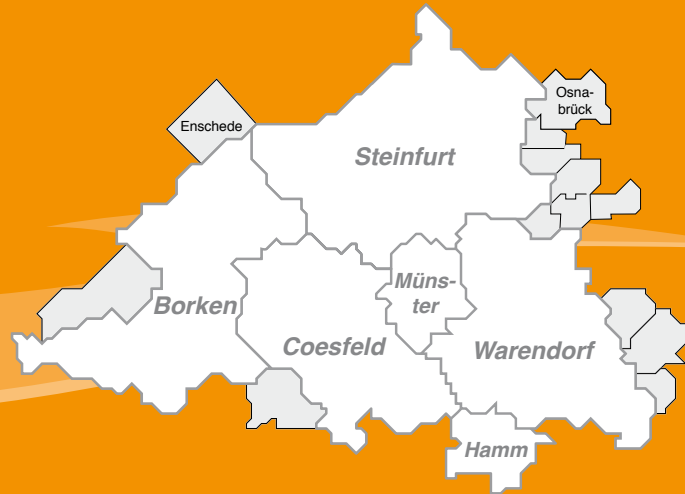 Osna-
brück
Enschede
Steinfurt
Müns-
ter
Borken
Coesfeld
Warendorf
Hamm